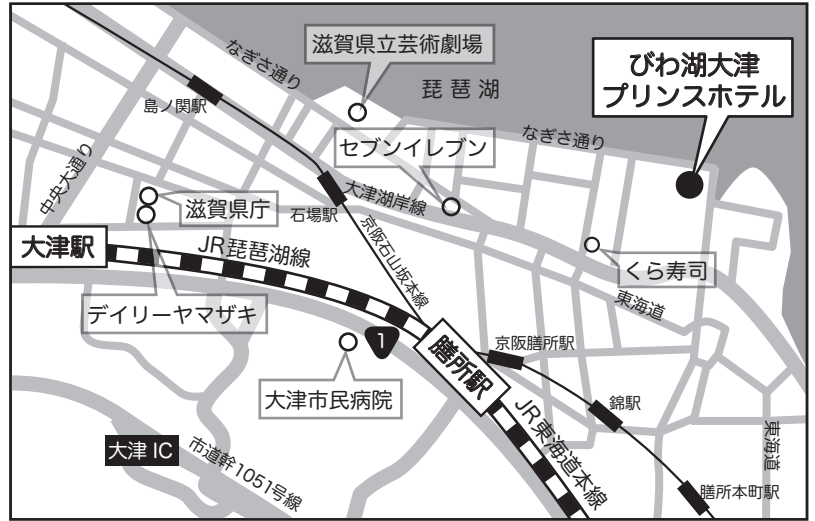 滋賀県立芸術劇場
なぎさ通り
琵琶湖
びわ湖大津
プリンスホテル
島ノ関駅
なぎさ通り
セブンイレブン
中央大通り
大津湖岸線
滋賀県庁
石場駅
大津駅
JR琵琶湖線
京阪石山坂本線
くら寿司
東海道
デイリーヤマザキ
1
膳所駅
京阪膳所駅
大津市民病院
錦駅
JR東海道本線
大津 IC
市道幹1051号線
東海道
膳所本町駅